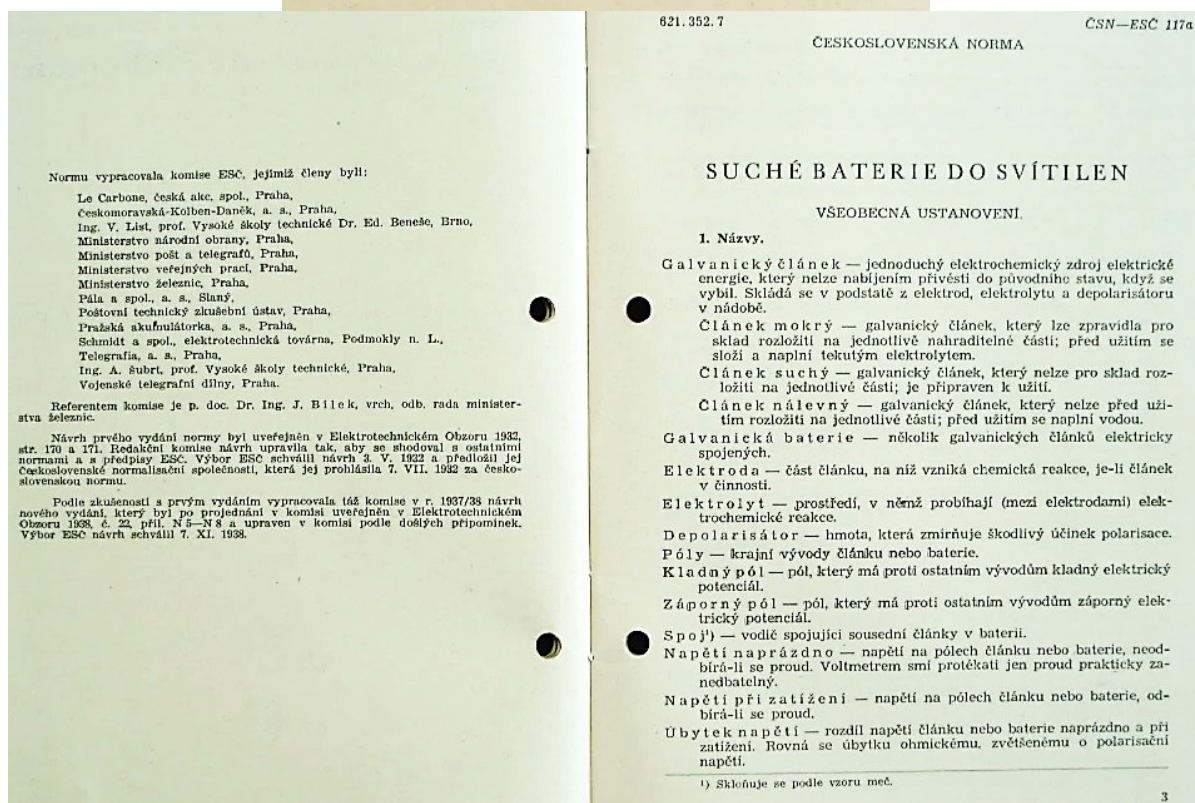 Normu vypracovala komise ESČ, jejímiž členy byli:
Le Carbone, česká akc. spol., Praha,
Českomoravská-Kolben-Daněk, a. s., Praha,
Ing. V. List, prof. Vysoké školy technické Dr. Ed. Beneše, Brno,
Ministerstvo národní obrany, Praha,
Ministerstvo pošt a telegrafů, Praha,
Ministerstvo veřejných prací, Praha,
Ministerstvo železnic, Praha,
Pála a spol., a. s., Slaný,
Poštovní technický zkušební ústav, Praha,
Pražská akumulátorka, a. s., Praha,
Schmidt a spol., elektrotechnická továrna, Podmokly n. L.,
Telegrafia, a. s., Praha,
Ing. A. Šubrt, prof. Vysoké školy technické, Praha,
Vojenské telegrafní dílny, Praha.
Referentem komise je p. doc. Dr. Ing. J. Bílek, vrch. odb. rada minister-
stva železnic.
Návrh prvého vydání normy byl uveřejněn v Elektrotechnickém Obzoru 1932,
str. 170 a 171. Redakční komise návrh upravila tak, aby se shodoval s ostatními
normami a s předpisy ESČ. Výbor ESČ schválil návrh 3. V. 1932 a předložil jej
Československé normalisační společnosti, která jej prohlásila 7. VII. 1932 za česko-
slovenskou normu.
Podle zkušeností s prvým vydáním vypracovala táž komise v r. 1937/38 návrh
nového vydání, který byl po projednání v komisi uveřejněn v Elektrotechnickém
Obzoru 1938, č. 22, příl. N 5—N 8 a upraven v komisi podle došlých připomínek.
Výbor ESČ návrh schválil 7. XI. 1938.
621.352.7
ČSN—ESČ 117a
ČESKOSLOVENSKÁ NORMA
SUCHÉ BATERIE DO SVÍTILEN
VŠEOBECNÁ USTANOVENÍ.
1. Názvy.
Galvanický článek — jednoduchý elektrochemický zdroj elektrické
energie, který nelze nabíjením přivésti do původního stavu, když se
vybil. Skládá se v podstatě z elektrod, elektrolytu a depolarisátoru
v nádobě.
Článek mokrý — galvanický článek, který lze zpravidla pro
sklad rozložiti na jednotlivě nahraditelné části; před užitím se
složí a naplní tekutým elektrolytem.
Článek suchý — galvanický článek, který nelze pro sklad roz-
ložiti na jednotlivé části; je připraven k užití.
Článek nálevný — galvanický článek, který nelze před uži-
tím rozložiti na jednotlivé části; před užitím se naplní vodou.
Galvanická baterie — několik galvanických článků elektricky
spojených.
Elektroda — část článku, na níž vzniká chemická reakce, je-li článek
v činnosti.
Elektrolyt — prostředí, v němž probíhají (mezi elektrodami) elek-
trochemické reakce.
Depolarisátor — hmota, která zmírňuje škodlivý účinek polarisace.
Póly — krajní vývody článku nebo baterie.
Kladný pól — pól, který má proti ostatním vývodům kladný elektrický
potenciál.
Záporný pól — pól, který má proti ostatním vývodům záporný elek-
trický potenciál.
Spoj¹) — vodič spojující sousední články v baterii.
Napětí naprázdno — napětí na pólech článku nebo baterie, neod-
bírá-li se proud. Voltmetrem smí protékati jen proud prakticky za-
nedbatelný.
Napětí při zatížení — napětí na pólech článku nebo baterie, od-
bírá-li se proud.
Úbytek napětí — rozdíl napětí článku nebo baterie naprázdno a při
zatížení. Rovná se úbytku ohmickému, zvětšenému o polarisační
napětí.
¹) Skloňuje se podle vzoru meč.
3